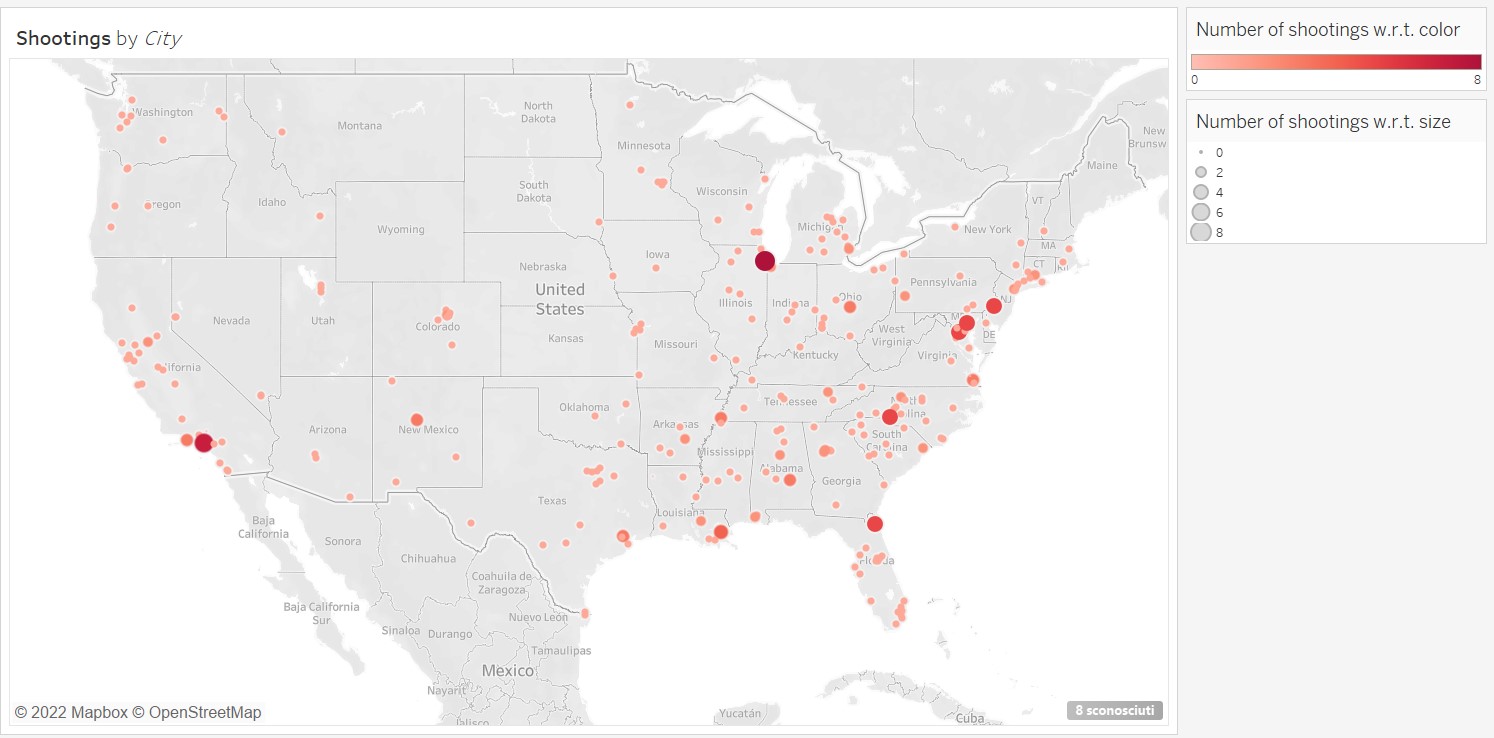 Shootings by City
Number of shootings w.r.t. color
0
8
Number of shootings w.r.t. size
0
2
4
6
8
Washington
Montana
North
Dakota
Minnesota
New
Brunsw
Maine
Oregon
Idaho
South
Dakota
Wisconsin
VT
Wyoming
Michigan
New York
MA
Iowa
CT
Nebraska
United
States
Pennsylvania
Illinois
Indiana
Ohio
NJ
Nevada
Utah
Colorado
Kansas
Missouri
West
Virginia
DE
Kentucky
Virginia
California
Oklahoma
Tennessee
North
Carolina
Arizona
New Mexico
Arkansas
South
Carolina
Mississippi
Alabama
Georgia
Texas
Louisiana
Baja
California
Sonora
Chihuahua
Florida
Coahuila de
Zaragoza
Baja California
Sur
Nuevo León
Sinaloa
Durango
Tamaulipas
Mexico
Nayarit
© 2022 Mapbox © OpenStreetMap
Jalisco
Yucatán
8 sconosciuti
Cuba